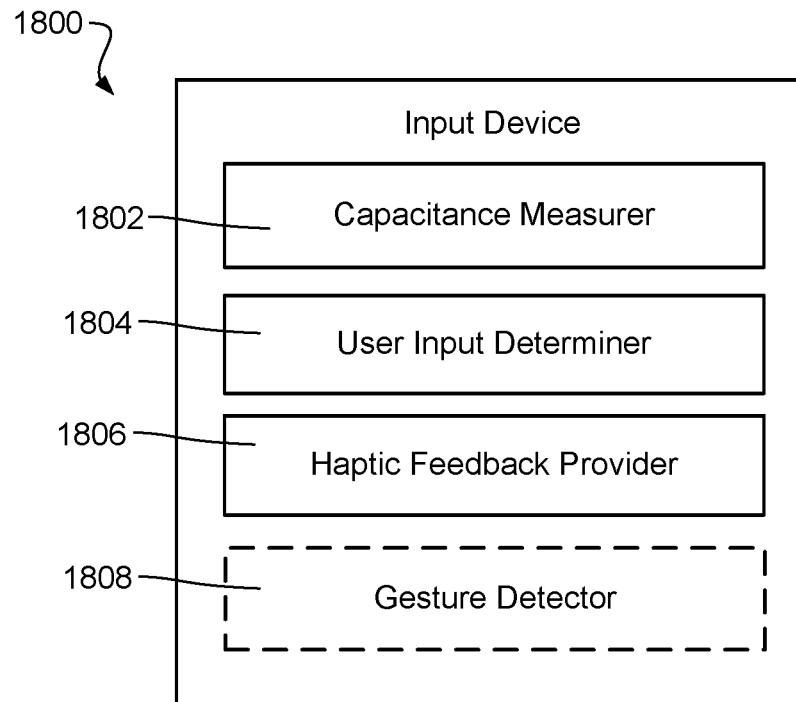 1800
Input Device
1802
Capacitance Measurer
1804
User Input Determiner
1806
Haptic Feedback Provider
1808
Gesture Detector